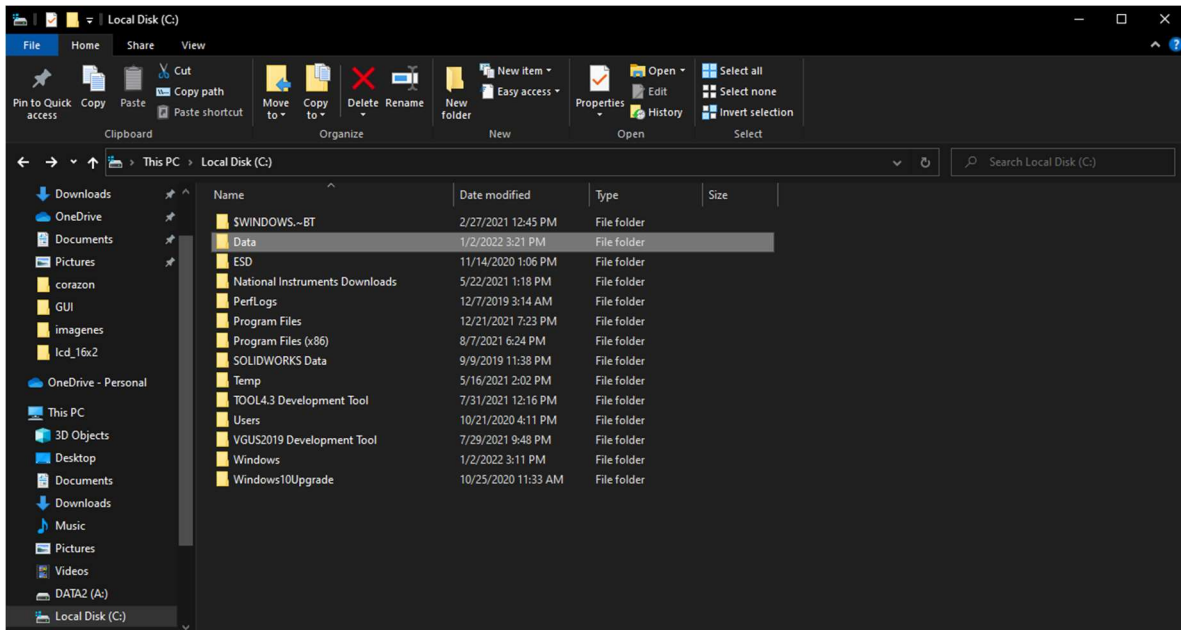 Local Disk (C:)
File Home Share View
Pin to Quick access
Copy
Paste
Cut
Copy path
Paste shortcut
Clipboard
Move to
Copy to
Delete
Rename
Organize
New folder
New item
Easy access
New
Properties
Open
Edit
History
Open
Select all
Select none
Invert selection
Select
This PC > Local Disk (C:)
Search Local Disk (C:)
Downloads
OneDrive
Documents
Pictures
corazon
GUI
imagenes
lcd_16x2
OneDrive - Personal
This PC
3D Objects
Desktop
Documents
Downloads
Music
Pictures
Videos
DATA2 (A:)
Local Disk (C:)
Name Date modified Type Size
$WINDOWS.~BT 2/27/2021 12:45 PM File folder
Data 1/2/2022 3:21 PM File folder
ESD 11/14/2020 1:06 PM File folder
National Instruments Downloads 5/22/2021 1:18 PM File folder
PerfLogs 12/7/2019 3:14 AM File folder
Program Files 12/21/2021 7:23 PM File folder
Program Files (x86) 8/7/2021 6:24 PM File folder
SOLIDWORKS Data 9/9/2019 11:38 PM File folder
Temp 5/16/2021 2:02 PM File folder
TOOL4.3 Development Tool 7/31/2021 12:16 PM File folder
Users 10/21/2020 4:11 PM File folder
VGUS2019 Development Tool 7/29/2021 9:48 PM File folder
Windows 1/2/2022 3:11 PM File folder
Windows10Upgrade 10/25/2020 11:33 AM File folder